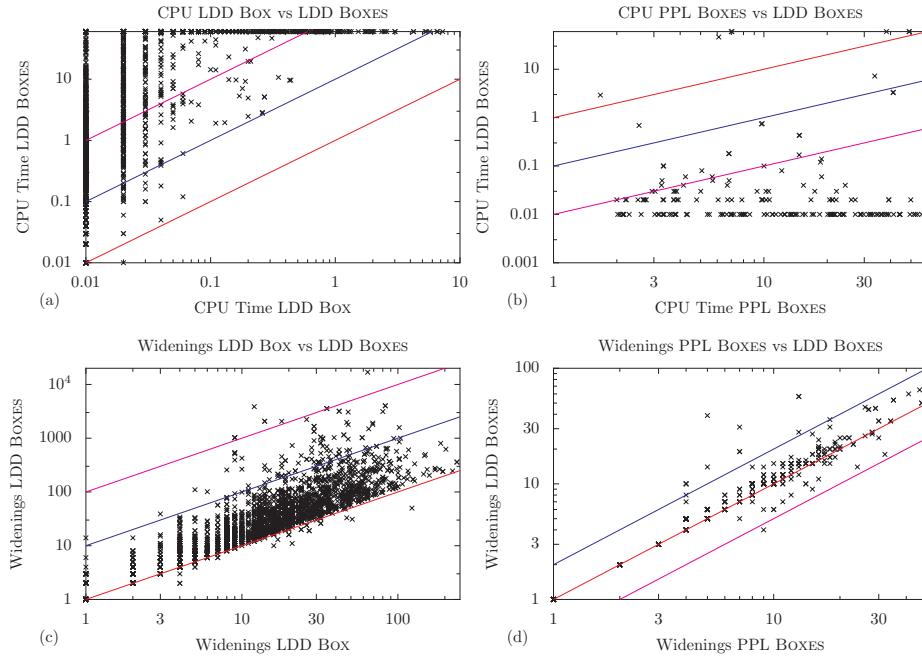 CPU LDD BOX VS LDD BOXES
CPU Time LDD BOXES
10
1
0.1
0.01
0.01
0.1
1
10
(a)
CPU Time LDD BOX
CPU PPL BOXES VS LDD BOXES
CPU Time LDD BOXES
10
1
0.1
0.01
0.001
1
3
10
30
(b)
CPU Time PPL BOXES
Widenings LDD BOX vs LDD BOXES
Widenings LDD BOXES
10^4
1000
100
10
1
1
3
10
30
100
(c)
Widenings LDD BOX
Widenings PPL BOXES vs LDD BOXES
Widenings LDD BOXES
100
30
10
3
1
1
3
10
30
(d)
Widenings PPL BOXES